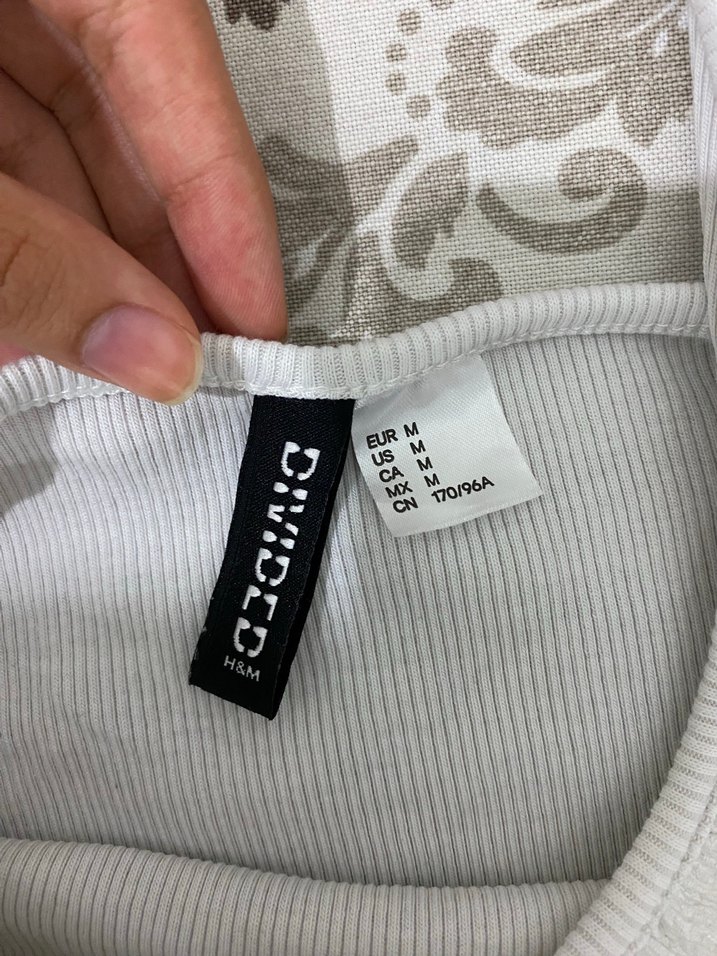 DIVIDED
H&M
EUR M
US M
CA M
MX M
CN 170/96A